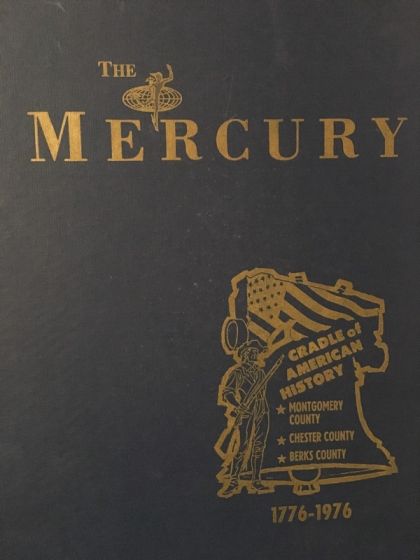 THE
MERCURY
CRADLE of
AMERICAN
HISTORY
MONTGOMERY
COUNTY
CHESTER COUNTY
BERKS COUNTY
1776-1976